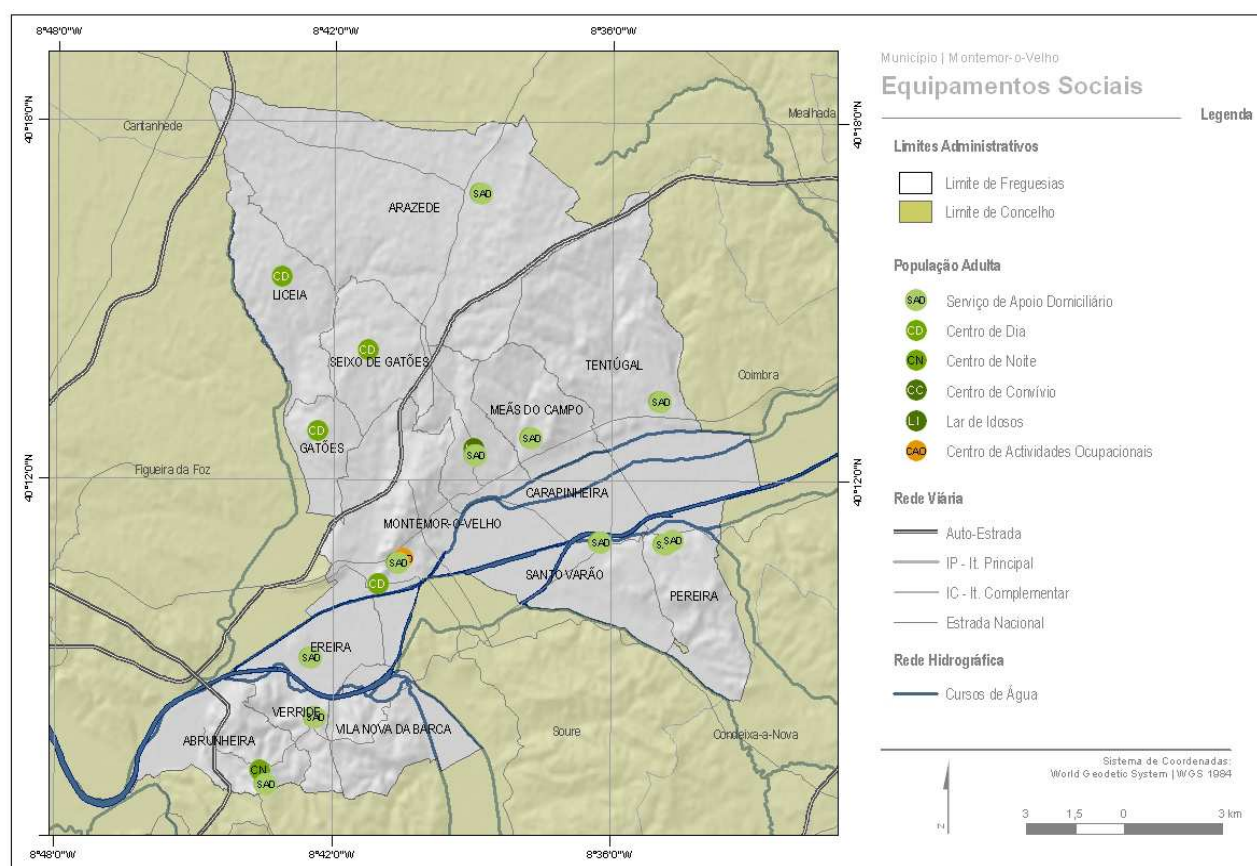 8°48'0"W
8°42'0"W
8°36'0"W
40°18'0"N
40°18'0"N
Cantanhede
Mealhada
ARAZEDE
SAD
CD
LICEIA
CD
SEIXO DE GATÕES
TENTÚGAL
Coimbra
SAD
MEÃS DO CAMPO
SAD
CD
GATÕES
SAD
Figueira da Foz
40°12'0"N
40°12'0"N
CARAPINHEIRA
MONTEMOR-O-VELHO
SAD
SAD
SAD
CD
SANTO VARÃO
PEREIRA
EREIRA
SAD
VERRIDE
SAD
VILA NOVA DA BARCA
ABRUNHEIRA
Soure
Condeixa-a-Nova
CN
SAD
8°48'0"W
8°42'0"W
8°36'0"W
Município | Montemor-o-Velho
Equipamentos Sociais
Legenda
Limites Administrativos
Limite de Freguesias
Limite de Concelho
População Adulta
SAD Serviço de Apoio Domiciliário
CD Centro de Dia
CN Centro de Noite
CC Centro de Convívio
LI Lar de Idosos
CAO Centro de Actividades Ocupacionais
Rede Viária
Auto-Estrada
IP - It. Principal
IC - It. Complementar
Estrada Nacional
Rede Hidrográfica
Cursos de Água
Sistema de Coordenadas:
World Geodetic System | WGS 1984
N
3 1,5 0 3 km